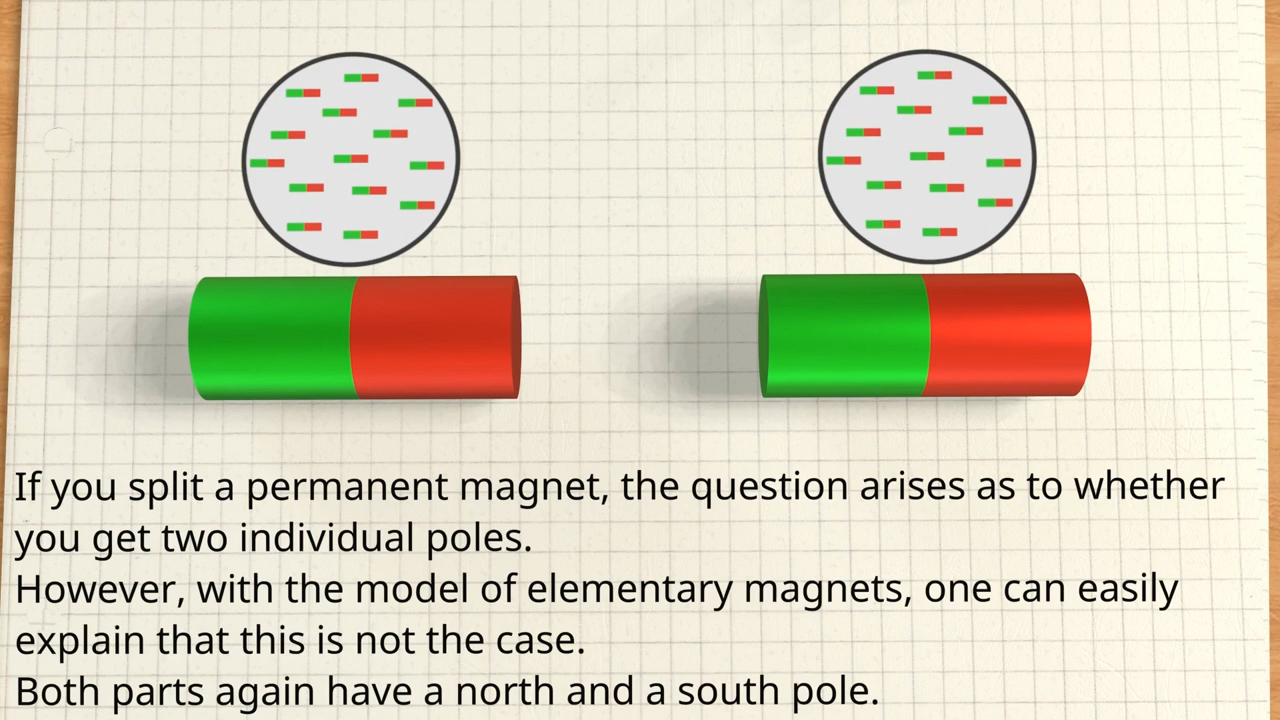 If you split a permanent magnet, the question arises as to whether
you get two individual poles.
However, with the model of elementary magnets, one can easily
explain that this is not the case.
Both parts again have a north and a south pole.